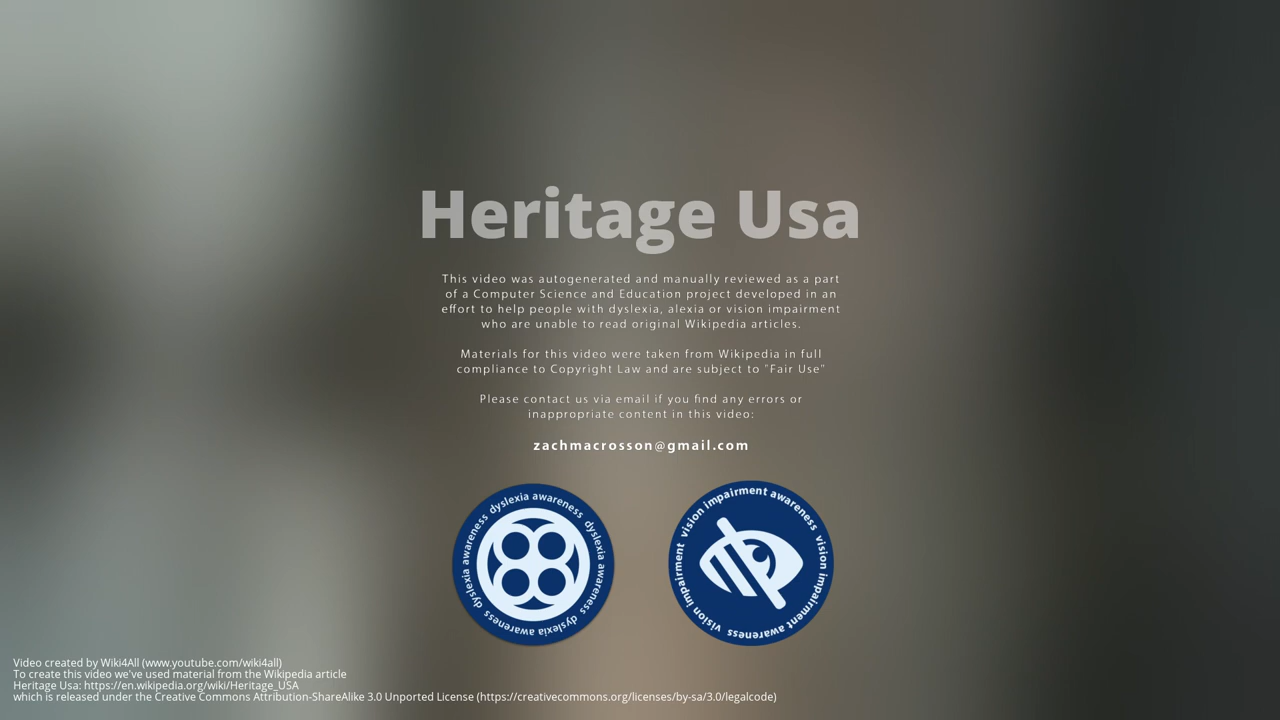 Heritage Usa
This video was autogenerated and manually reviewed as a part
of a Computer Science and Education project developed in an
effort to help people with dyslexia, alexia or vision impairment
who are unable to read original Wikipedia articles.
Materials for this video were taken from Wikipedia in full
compliance to Copyright Law and are subject to "Fair Use"
Please contact us via email if you find any errors or
inappropriate content in this video:
zachmacrosson@gmail.com
dyslexia awareness dyslexia awareness dyslexia awareness dyslexia awareness
vision impairment awareness vision impairment awareness vision impairment
Video created by Wiki4All (www.youtube.com/wiki4all)
To create this video we've used material from the Wikipedia article
Heritage Usa: https://en.wikipedia.org/wiki/Heritage_USA
which is released under the Creative Commons Attribution-ShareAlike 3.0 Unported License (https://creativecommons.org/licenses/by-sa/3.0/legalcode)